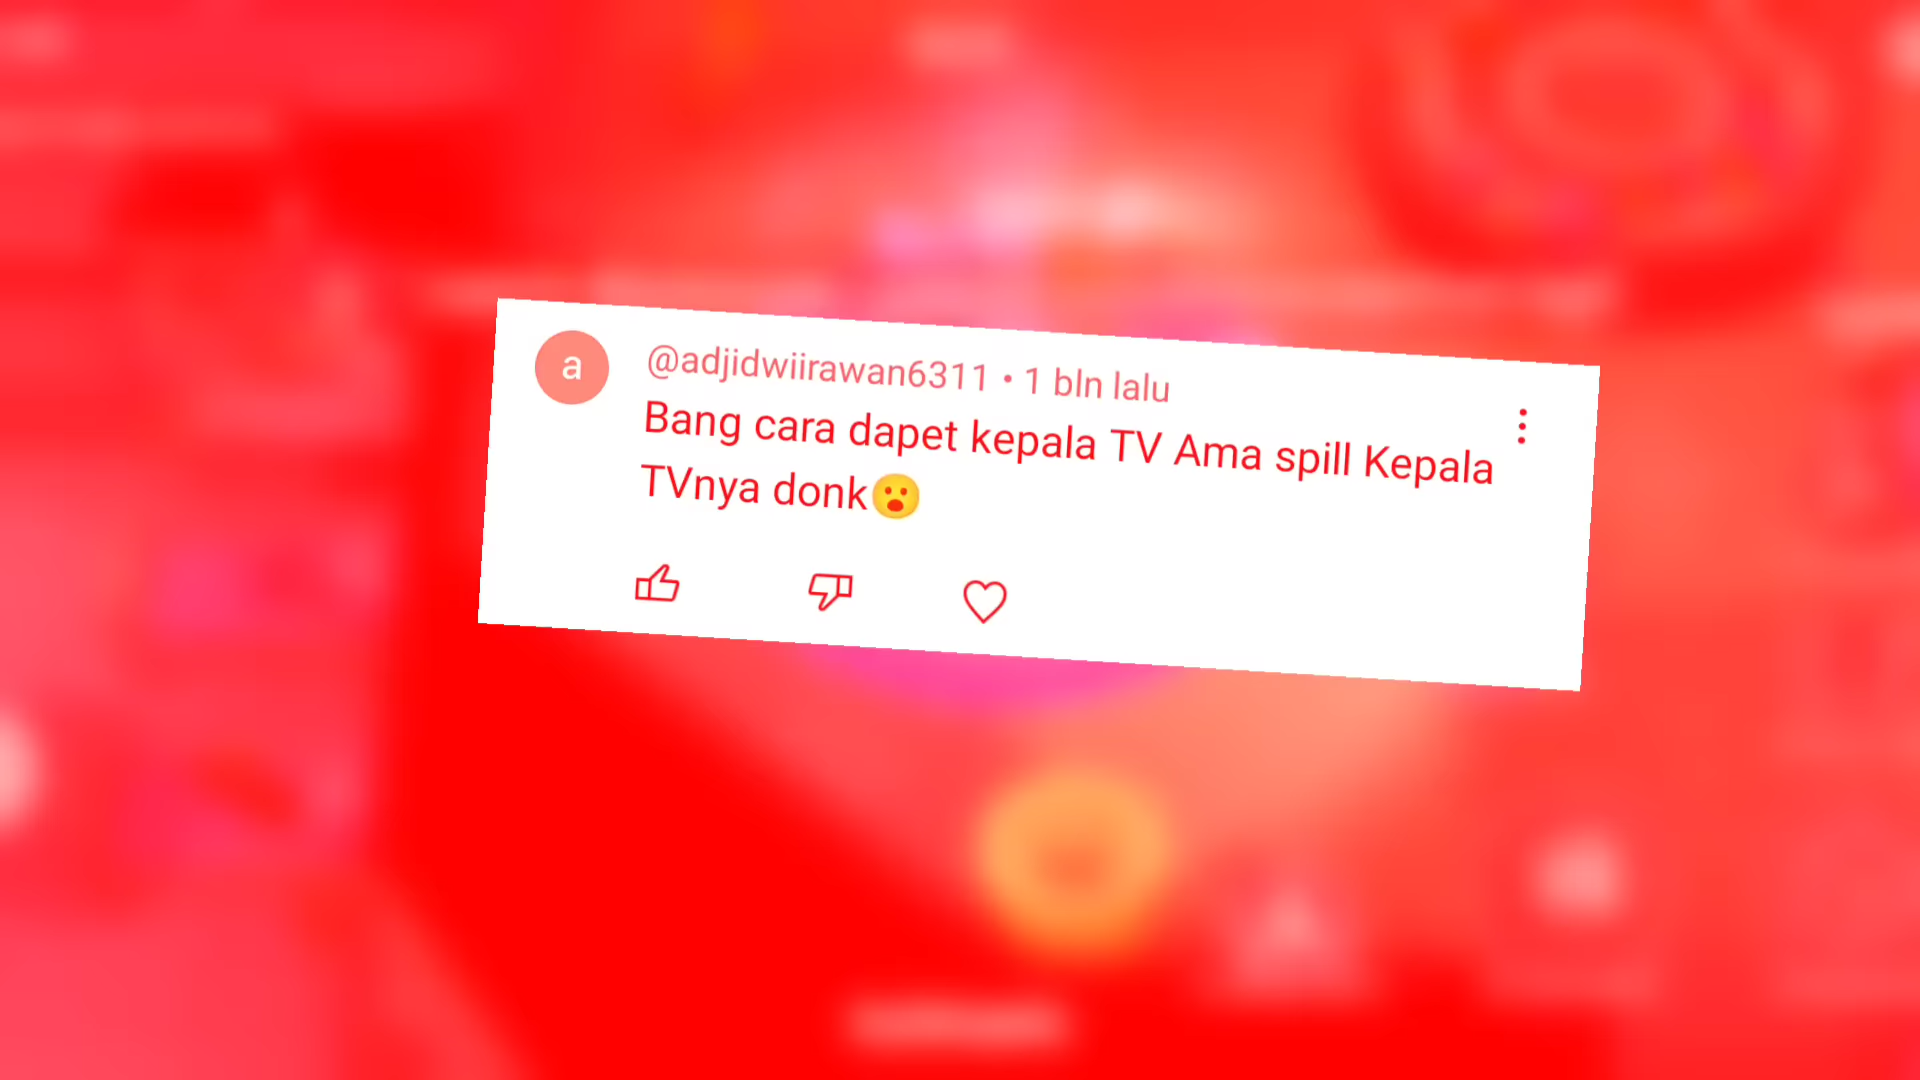 a
@adjidwiirawan6311 • 1 bln lalu
Bang cara dapet kepala TV Ama spill Kepala
TVnya donk😮